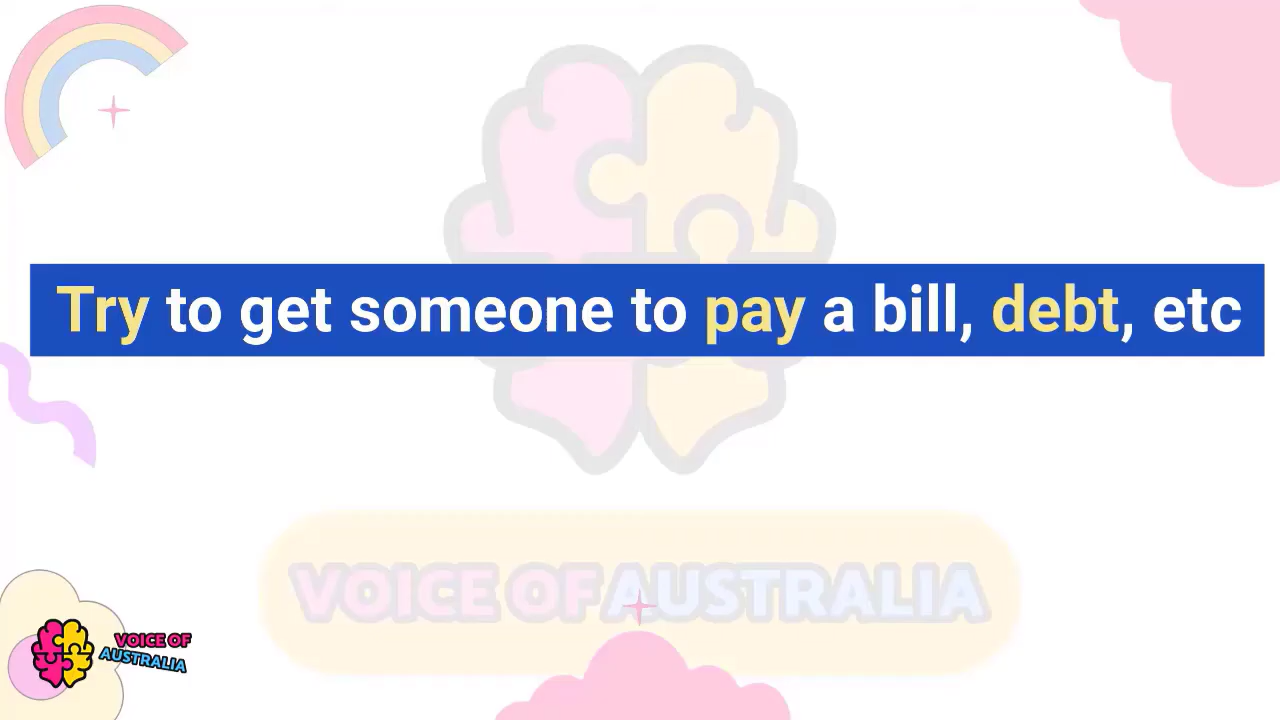 Try to get someone to pay a bill, debt, etc
VOICE OF AUSTRALIA
VOICE OF
AUSTRALIA